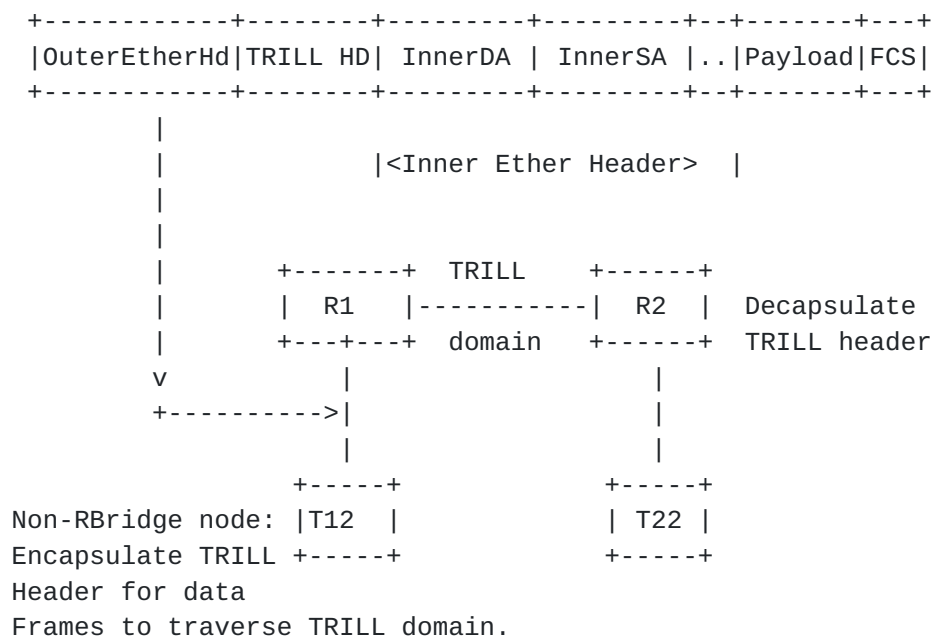 +------------+--------+---------+---------+--+-------+---+
|OuterEtherHd|TRILL HD| InnerDA | InnerSA |..|Payload|FCS|
+------------+--------+---------+---------+--+-------+---+
|
| |<Inner Ether Header> |
|
|
| +-------+ TRILL +------+
| | R1 |-----------| R2 | Decapsulate
| +---+---+ domain +------+ TRILL header
v | |
+---------->| |
| |
+-----+ +-----+
Non-RBridge node: |T12 | | T22 |
Encapsulate TRILL +-----+ +-----+
Header for data
Frames to traverse TRILL domain.